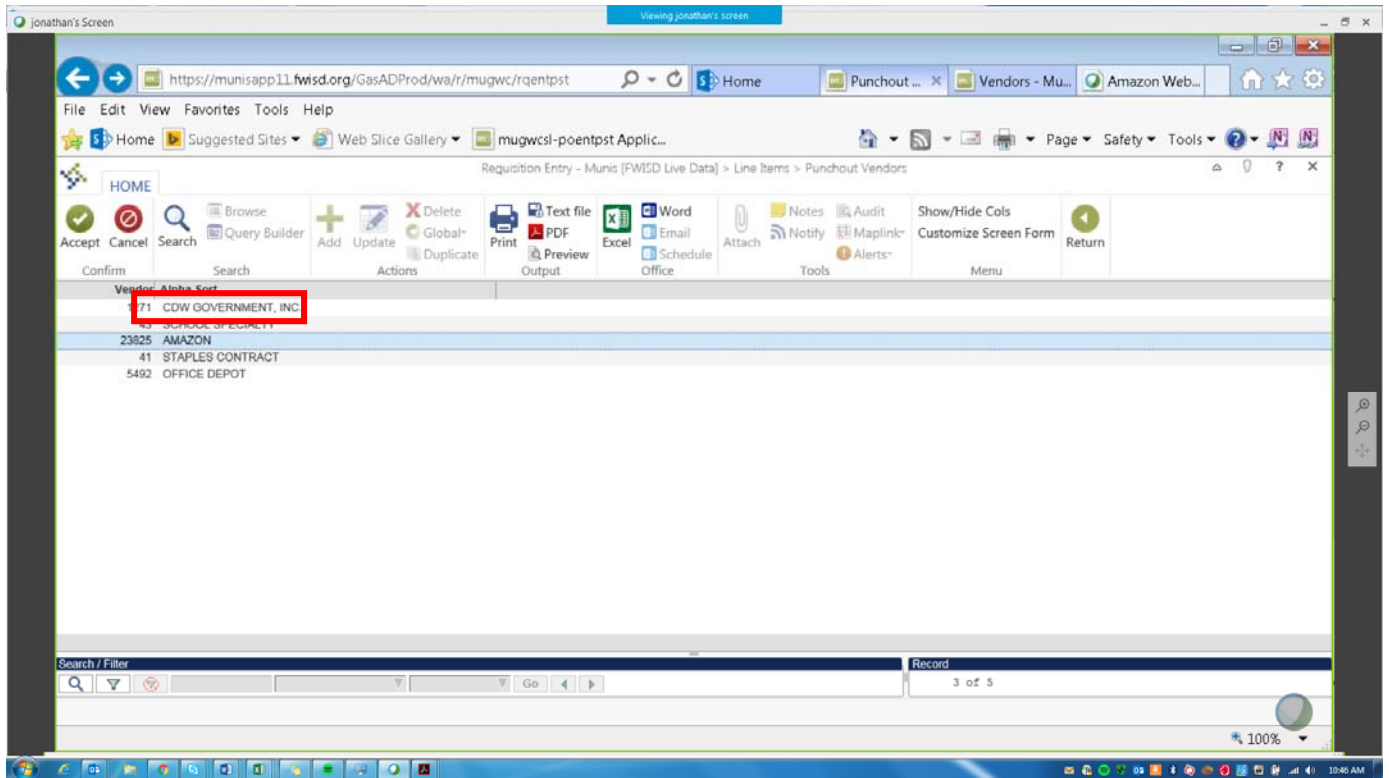 jonathan's Screen
Viewing jonathan's screen
https://munisapp11.fwisd.org/GasADProd/wa/r/mugwc/rqentpst
Home
Punchout ...
Vendors - Mu...
Amazon Web...
File Edit View Favorites Tools Help
Home Suggested Sites Web Slice Gallery mugwcsl-poentpst Applic...
Page Safety Tools
Requisition Entry - Munis [FWISD Live Data] > Line Items > Punchout Vendors
HOME
Accept Cancel Search Browse Query Builder Add Update Delete Global Duplicate Print Text file PDF Preview Excel Word Email Schedule Attach Notes Notify Audit Maplink Alerts Show/Hide Cols Customize Screen Form Return
Confirm Search Actions Output Office Tools Menu
Vendor Alpha Sort
1271 CDW GOVERNMENT, INC
43 SCHOOL SPECIALTY
23825 AMAZON
41 STAPLES CONTRACT
5492 OFFICE DEPOT
Search / Filter
Record
Go
3 of 5
100%
10:46 AM